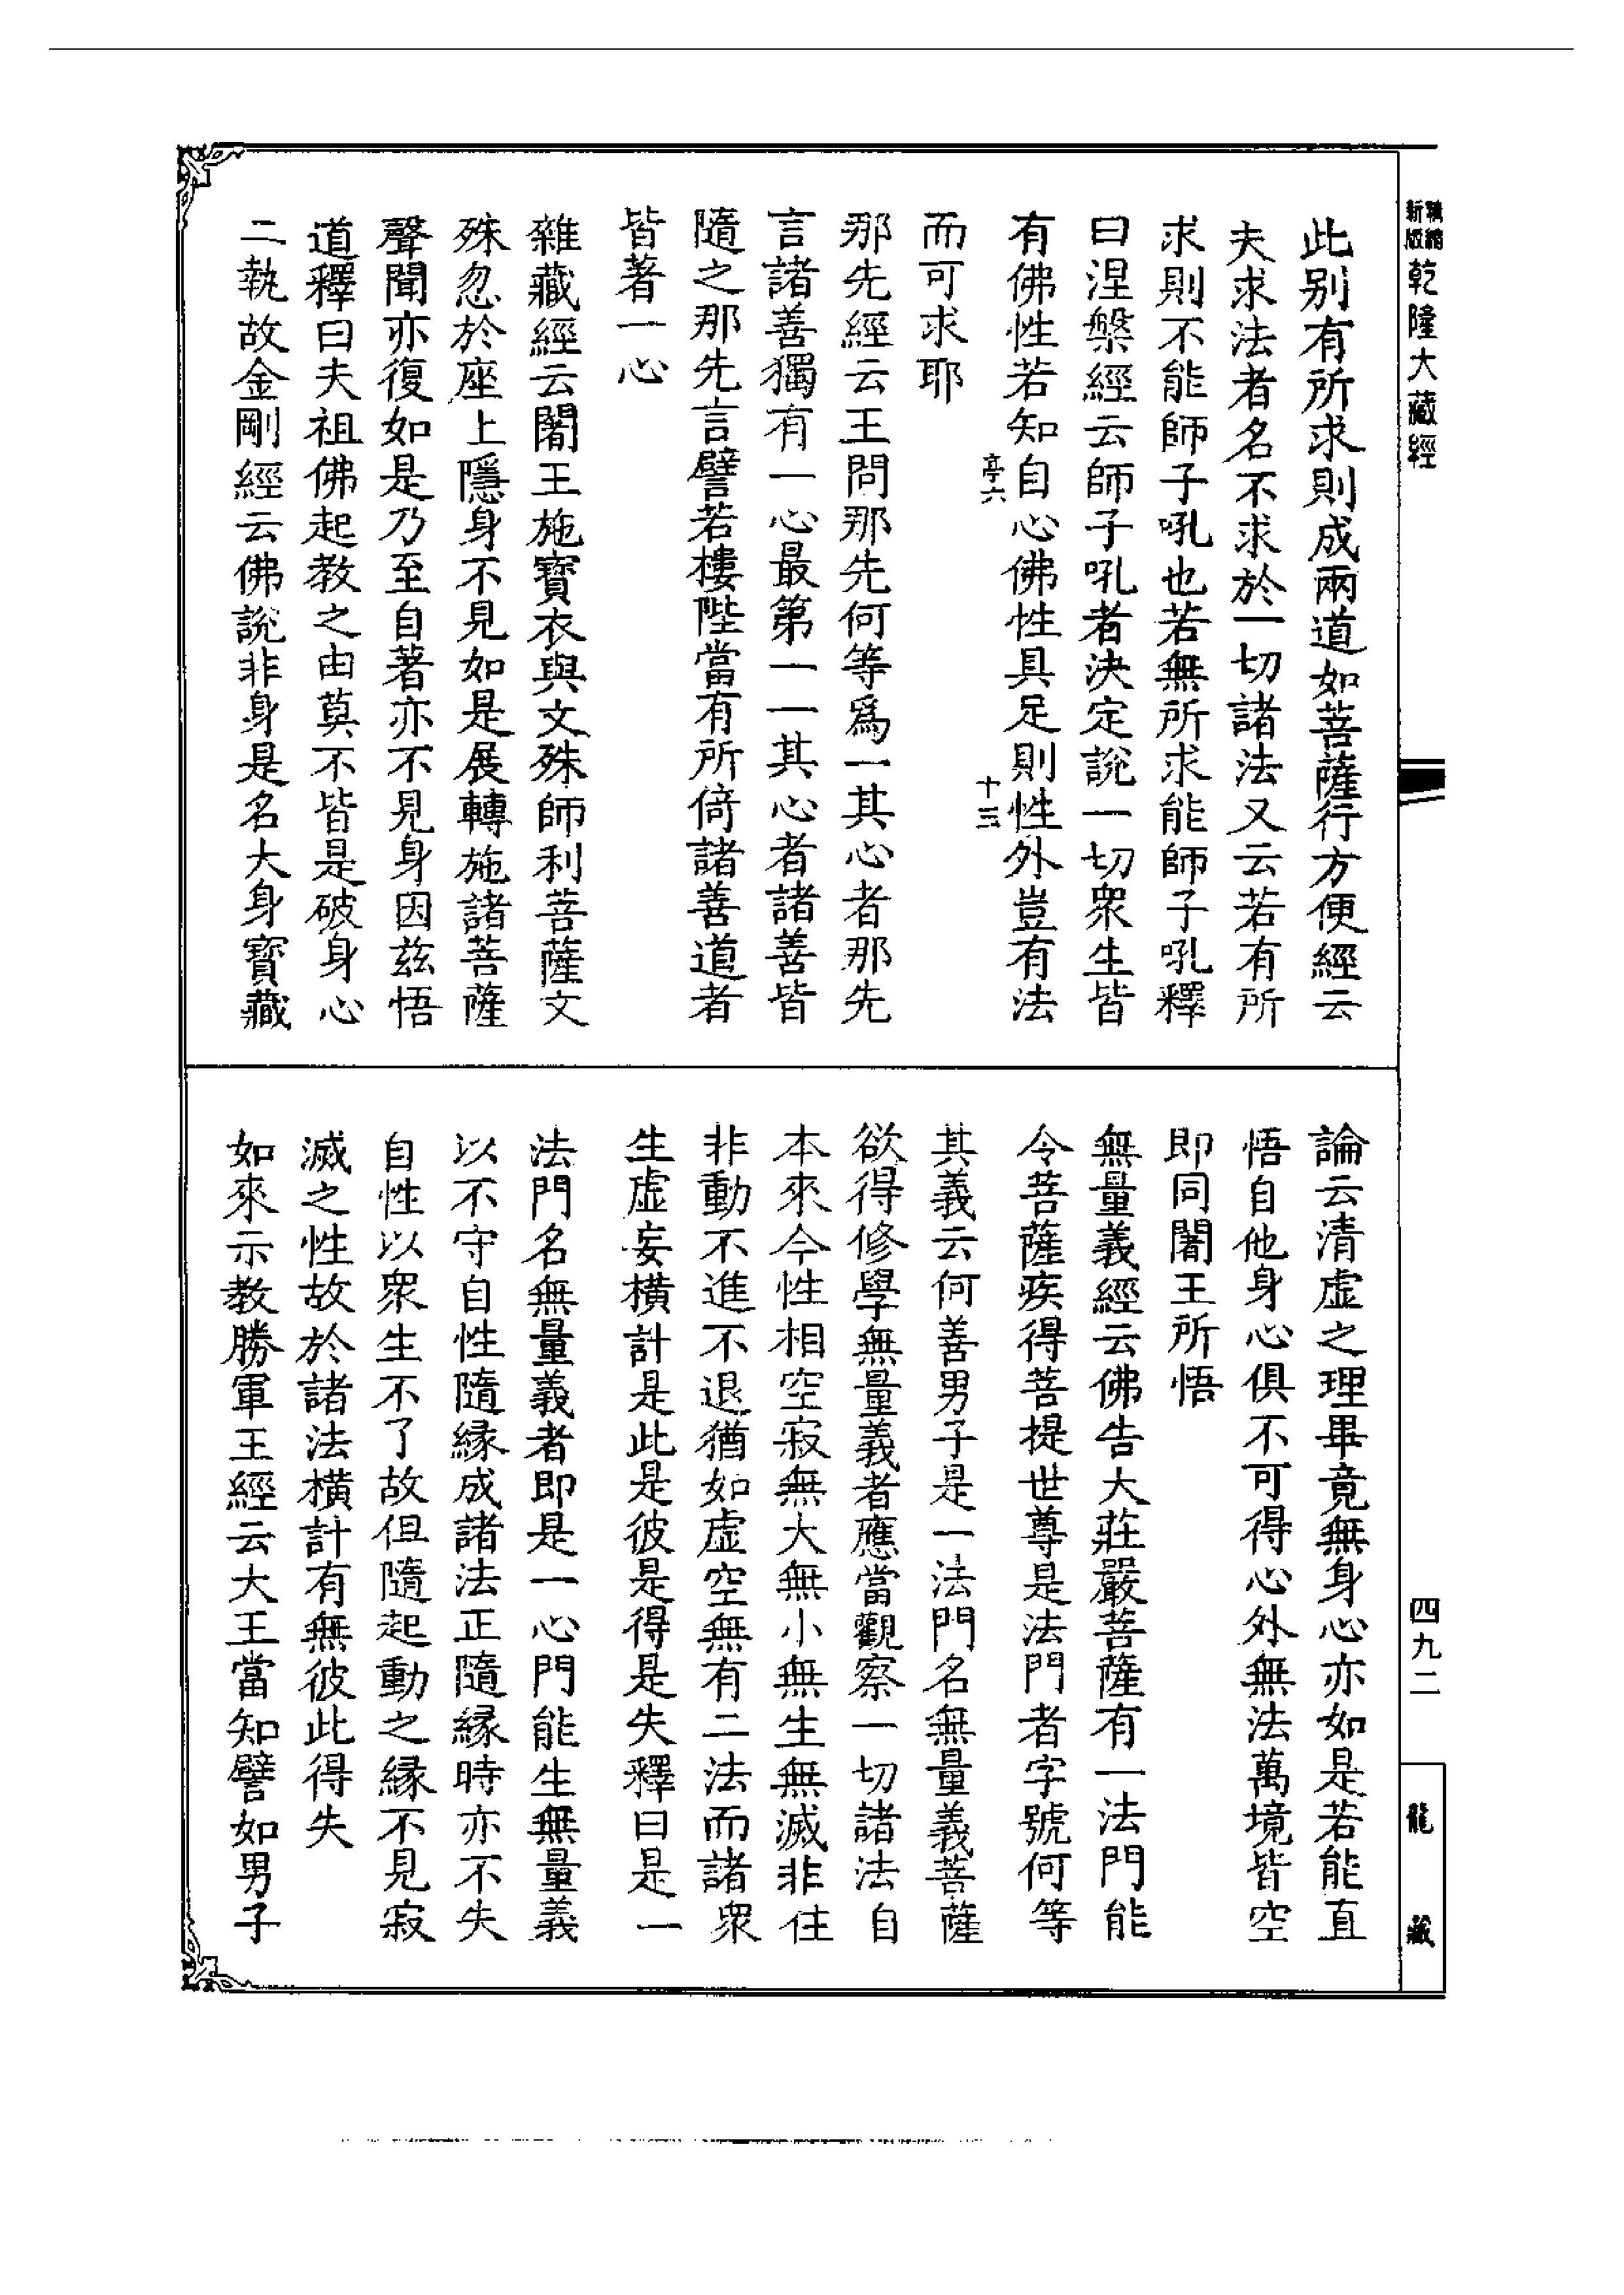 新版精縮
乾隆大藏經
此別有所求則成兩道如菩薩行方便經云
夫求法者名不求於一切諸法又云若有所
求則不能師子吼也若無所求能師子吼釋
曰涅槃經云師子吼者決定說一切眾生皆
有佛性若知自心佛性具足則性外豈有法
亭六
十三
而可求耶
那先經云王問那先何等爲一其心者那先
言諸善獨有一心最第一一其心者諸善皆
隨之那先言譬若樓陛當有所倚諸善道者
皆著一心
雜藏經云闍王施寶衣與文殊師利菩薩文
殊忽於座上隱身不見如是展轉施諸菩薩
聲聞亦復如是乃至自著亦不見身因茲悟
道釋曰夫祖佛起教之由莫不皆是破身心
二執故金剛經云佛說非身是名大身寶藏
論云清虛之理畢竟無身心亦如是若能直
悟自他身心俱不可得心外無法萬境皆空
即同闍王所悟
無量義經云佛告大莊嚴菩薩有一法門能
令菩薩疾得菩提世尊是法門者字號何等
其義云何善男子是一法門名無量義菩薩
欲得修學無量義者應當觀察一切諸法自
本來今性相空寂無大無小無生無滅非住
非動不進不退猶如虛空無有二法而諸眾
生虛妄橫計是此是彼是得是失釋曰是一
法門名無量義者即是一心門能生無量義
以不守自性隨緣成諸法正隨緣時亦不失
自性以眾生不了故但隨起動之緣不見寂
滅之性故於諸法橫計有無彼此得失
如來示教勝軍王經云大王當知譬如男子
四九二
龍藏